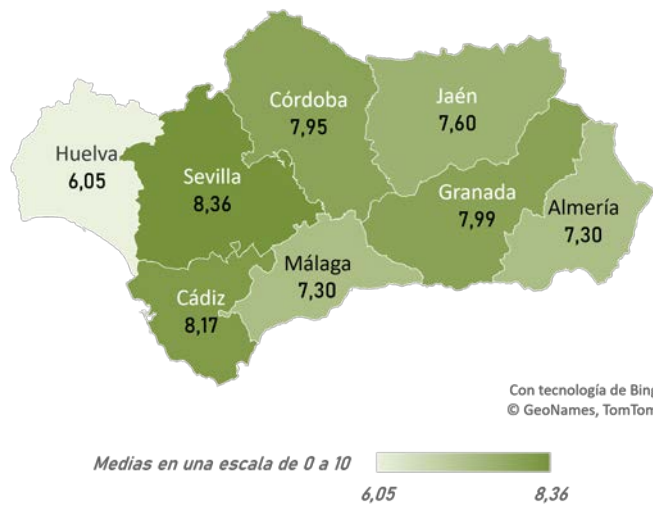 Córdoba
7,95
Jaén
7,60
Huelva
6,05
Sevilla
8,36
Granada
7,99
Almería
7,30
Málaga
7,30
Cádiz
8,17
Con tecnología de Bing
© GeoNames, TomTom
Medias en una escala de 0 a 10
6,05
8,36